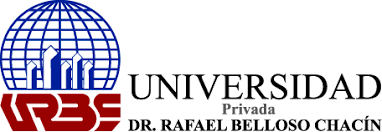 URBE
UNIVERSIDAD
Privada
DR. RAFAEL BELLOSO CHACÍN